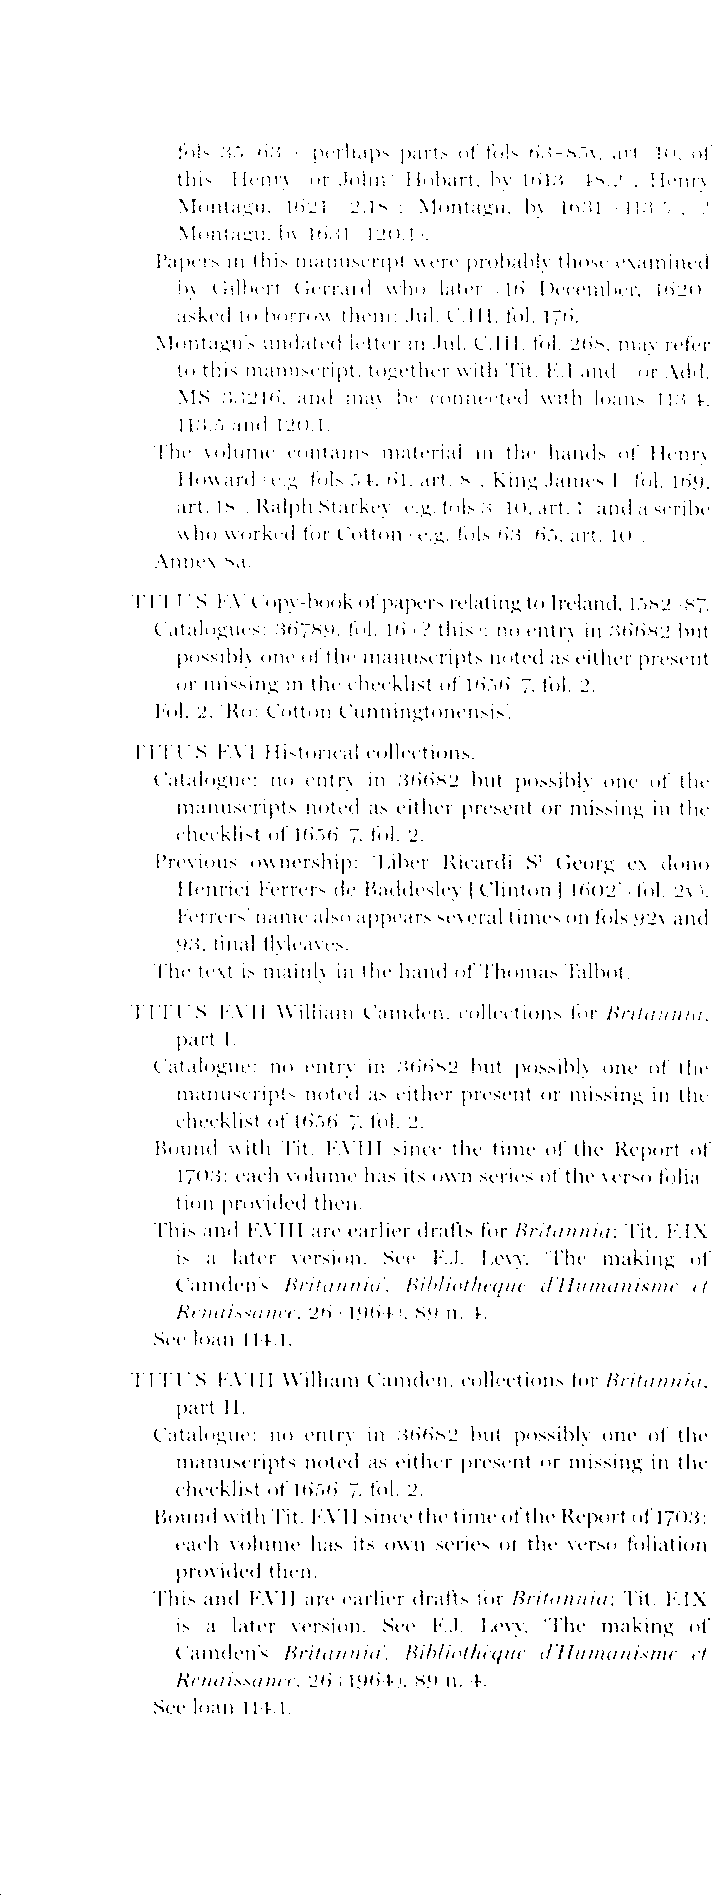 fols 35–63 ; perhaps parts of fols 63–85v, art. 10, of
this (Henry (or John) Hobart, by 1613 (48.2); Henry
Montagu, 1621 (2.18); Montagu, by 1631 (113.5); ?
Montagu, by 1631 (120.1).
Papers in this manuscript were probably those examined
by Gilbert Gerrard who later (16 December, 1620)
asked to borrow them: Jul. C.III, fol. 176.
Montagu's undated letter in Jul. C.III, fol. 268, may refer
to this manuscript, together with Tit. F.I and / or Add.
MS 33216, and may be connected with loans 113.4,
113.5 and 120.1.
The volume contains material in the hands of Henry
Howard (e.g. fols 54, 61, art. 8), King James I (fol. 169,
art. 18), Ralph Starkey (e.g. fols 3–10, art. 1) and a scribe
who worked for Cotton (e.g. fols 63–65, art. 10).
Annex 8a.
TITUS F.V Copy-book of papers relating to Ireland, 1582–87.
Catalogues: 36789, fol. 16 (? this); no entry in 36682 but
possibly one of the manuscripts noted as either present
or missing in the checklist of 1656–7, fol. 2.
Fol. 2, 'Ro: Cotton Cunningtonensis'.
TITUS F.VI Historical collections.
Catalogue: no entry in 36682 but possibly one of the
manuscripts noted as either present or missing in the
checklist of 1656–7, fol. 2.
Previous ownership: 'Liber Ricardi St Georg ex dono
Henrici Ferrers de Baddesley [Clinton] 1602' (fol. 2v).
Ferrers' name also appears several times on fols 92v and
93, final flyleaves.
The text is mainly in the hand of Thomas Talbot.
TITUS F.VII William Camden, collections for Britannia,
part I.
Catalogue: no entry in 36682 but possibly one of the
manuscripts noted as either present or missing in the
checklist of 1656–7, fol. 2.
Bound with Tit. F.VIII since the time of the Report of
1703: each volume has its own series of the verso folia-
tion provided then.
This and F.VIII are earlier drafts for Britannia; Tit. F.IX
is a later version. See F.J. Levy, 'The making of
Camden's Britannia', Bibliothèque d'Humanisme et
Renaissance, 26 (1964), 89 n. 4.
See loan 114.1.
TITUS F.VIII William Camden, collections for Britannia,
part II.
Catalogue: no entry in 36682 but possibly one of the
manuscripts noted as either present or missing in the
checklist of 1656–7, fol. 2.
Bound with Tit. F.VII since the time of the Report of 1703:
each volume has its own series of the verso foliation
provided then.
This and F.VII are earlier drafts for Britannia; Tit. F.IX
is a later version. See F.J. Levy, 'The making of
Camden's Britannia', Bibliothèque d'Humanisme et
Renaissance, 26 (1964), 89 n. 4.
See loan 114.1.